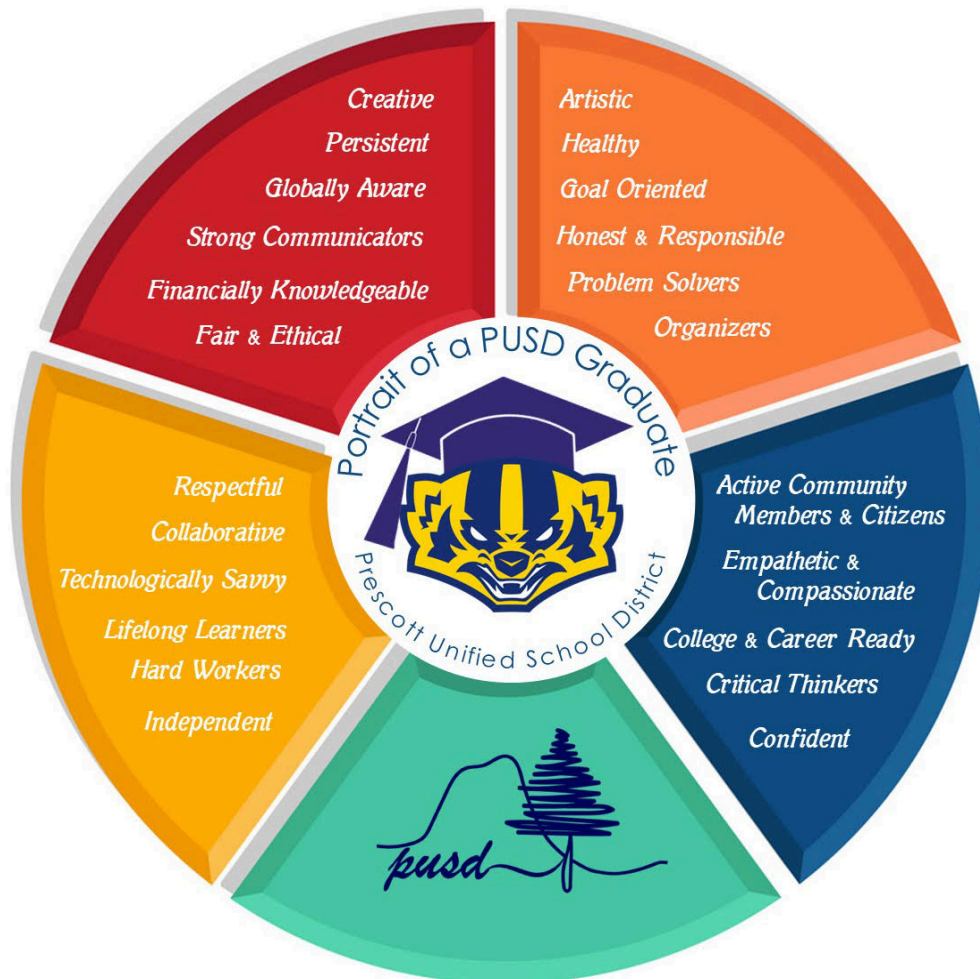 Creative
Persistent
Globally Aware
Strong Communicators
Financially Knowledgeable
Fair & Ethical
Artistic
Healthy
Goal Oriented
Honest & Responsible
Problem Solvers
Organizers
Portrait of a PUSD Graduate
Prescott Unified School District
Respectful
Collaborative
Technologically Savvy
Lifelong Learners
Hard Workers
Independent
Active Community
Members & Citizens
Empathetic &
Compassionate
College & Career Ready
Critical Thinkers
Confident
pusd